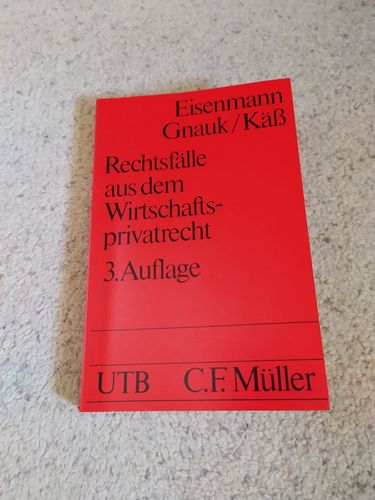 Eisenmann
Gnauk/Käß
Rechtsfälle
aus dem
Wirtschafts-
privatrecht
3. Auflage
UTB C.F. Müller